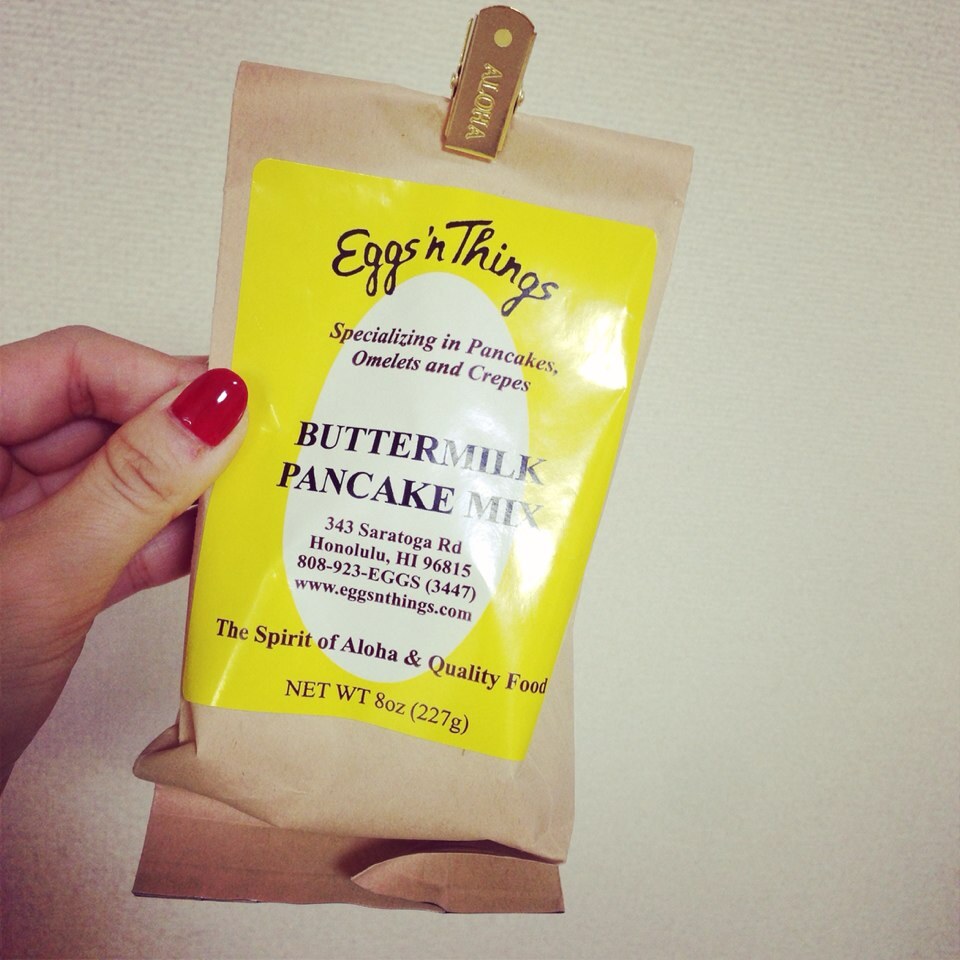 ALOHA
Eggs'n Things
Specializing in Pancakes,
Omelets and Crepes
BUTTERMILK
PANCAKE MIX
343 Saratoga Rd
Honolulu, HI 96815
808-923-EGGS (3447)
www.eggsnthings.com
The Spirit of Aloha & Quality Food
NET WT 8oz (227g)